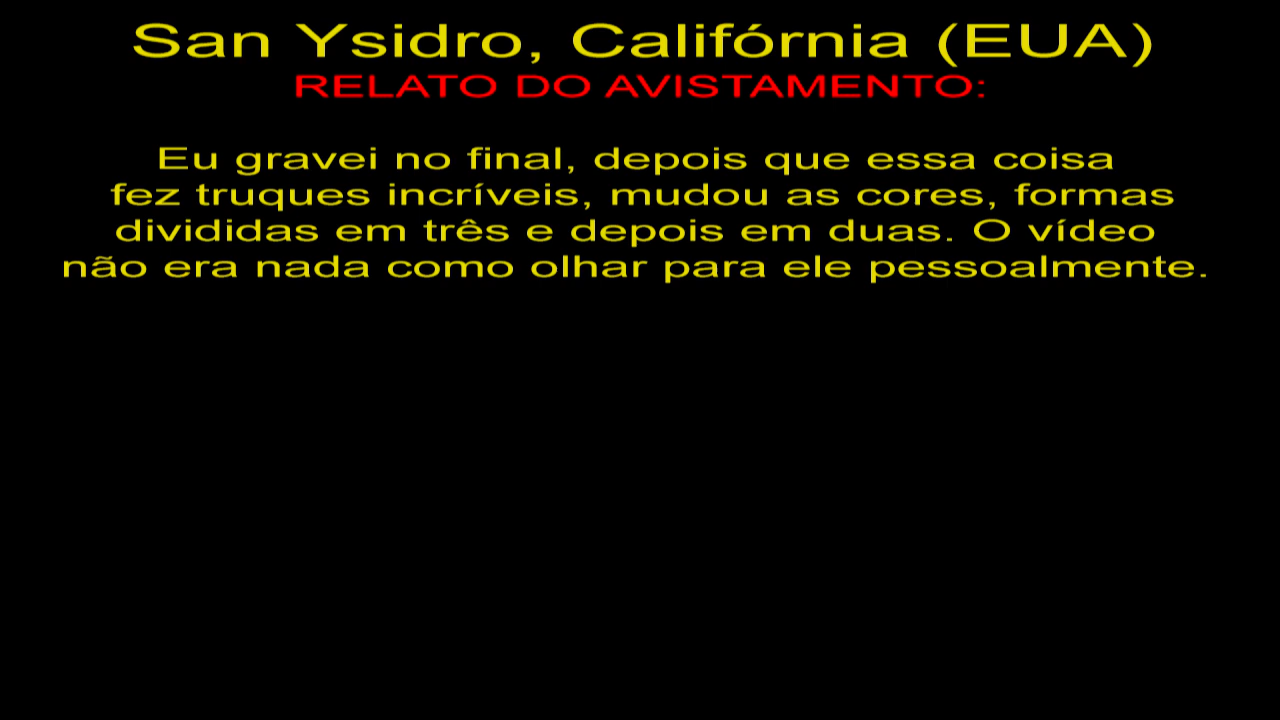 San Ysidro, Califórnia (EUA)
RELATO DO AVISTAMENTO:
Eu gravei no final, depois que essa coisa
fez truques incríveis, mudou as cores, formas
divididas em três e depois em duas. O vídeo
não era nada como olhar para ele pessoalmente.